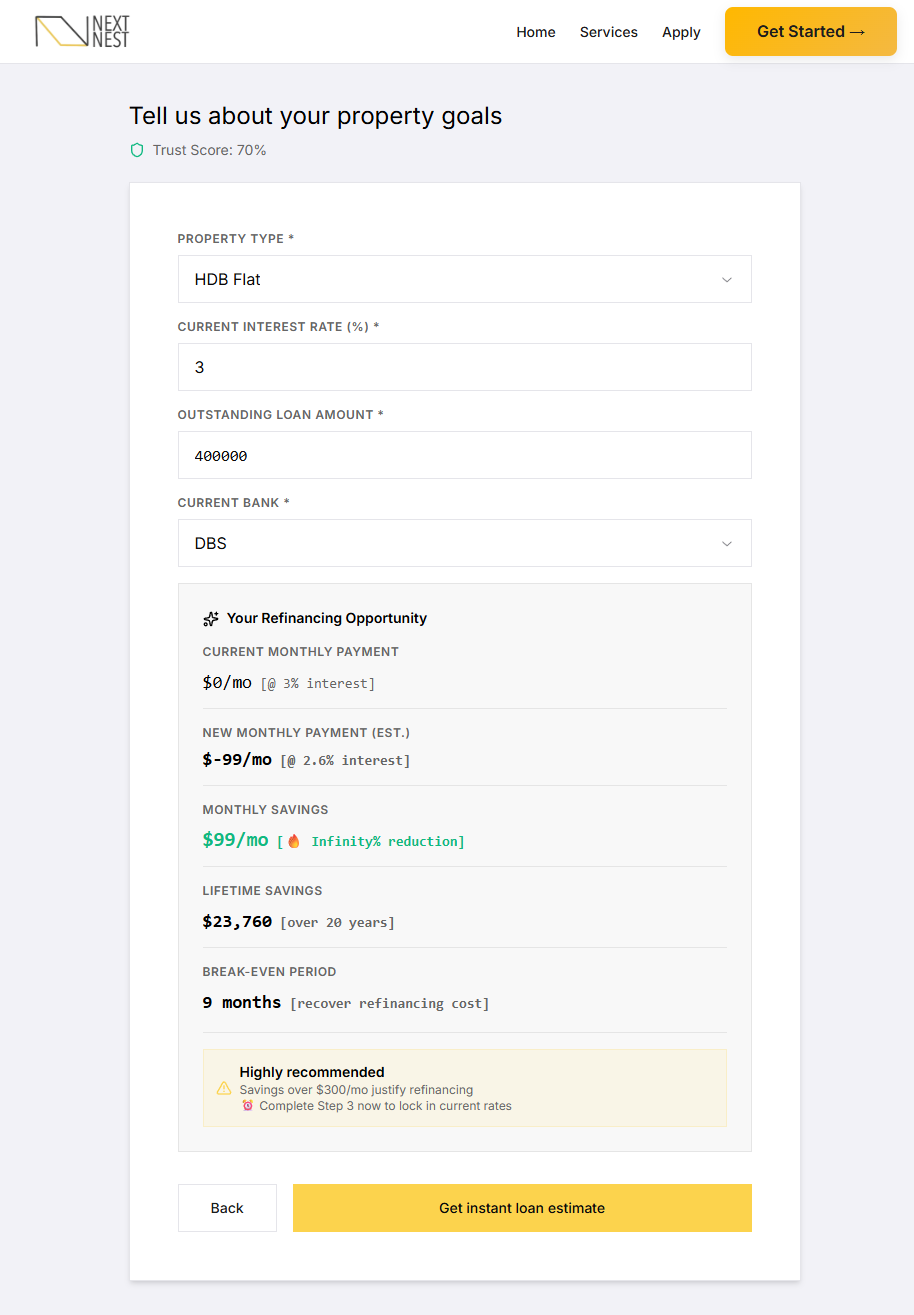 NEXT
NEST
Home Services Apply Get Started →
Tell us about your property goals
Trust Score: 70%
PROPERTY TYPE *
HDB Flat
CURRENT INTEREST RATE (%) *
3
OUTSTANDING LOAN AMOUNT *
400000
CURRENT BANK *
DBS
Your Refinancing Opportunity
CURRENT MONTHLY PAYMENT
$0/mo [@ 3% interest]
NEW MONTHLY PAYMENT (EST.)
$-99/mo [@ 2.6% interest]
MONTHLY SAVINGS
$99/mo [🔥 Infinity% reduction]
LIFETIME SAVINGS
$23,760 [over 20 years]
BREAK-EVEN PERIOD
9 months [recover refinancing cost]
Highly recommended
Savings over $300/mo justify refinancing
⏰ Complete Step 3 now to lock in current rates
Back Get instant loan estimate